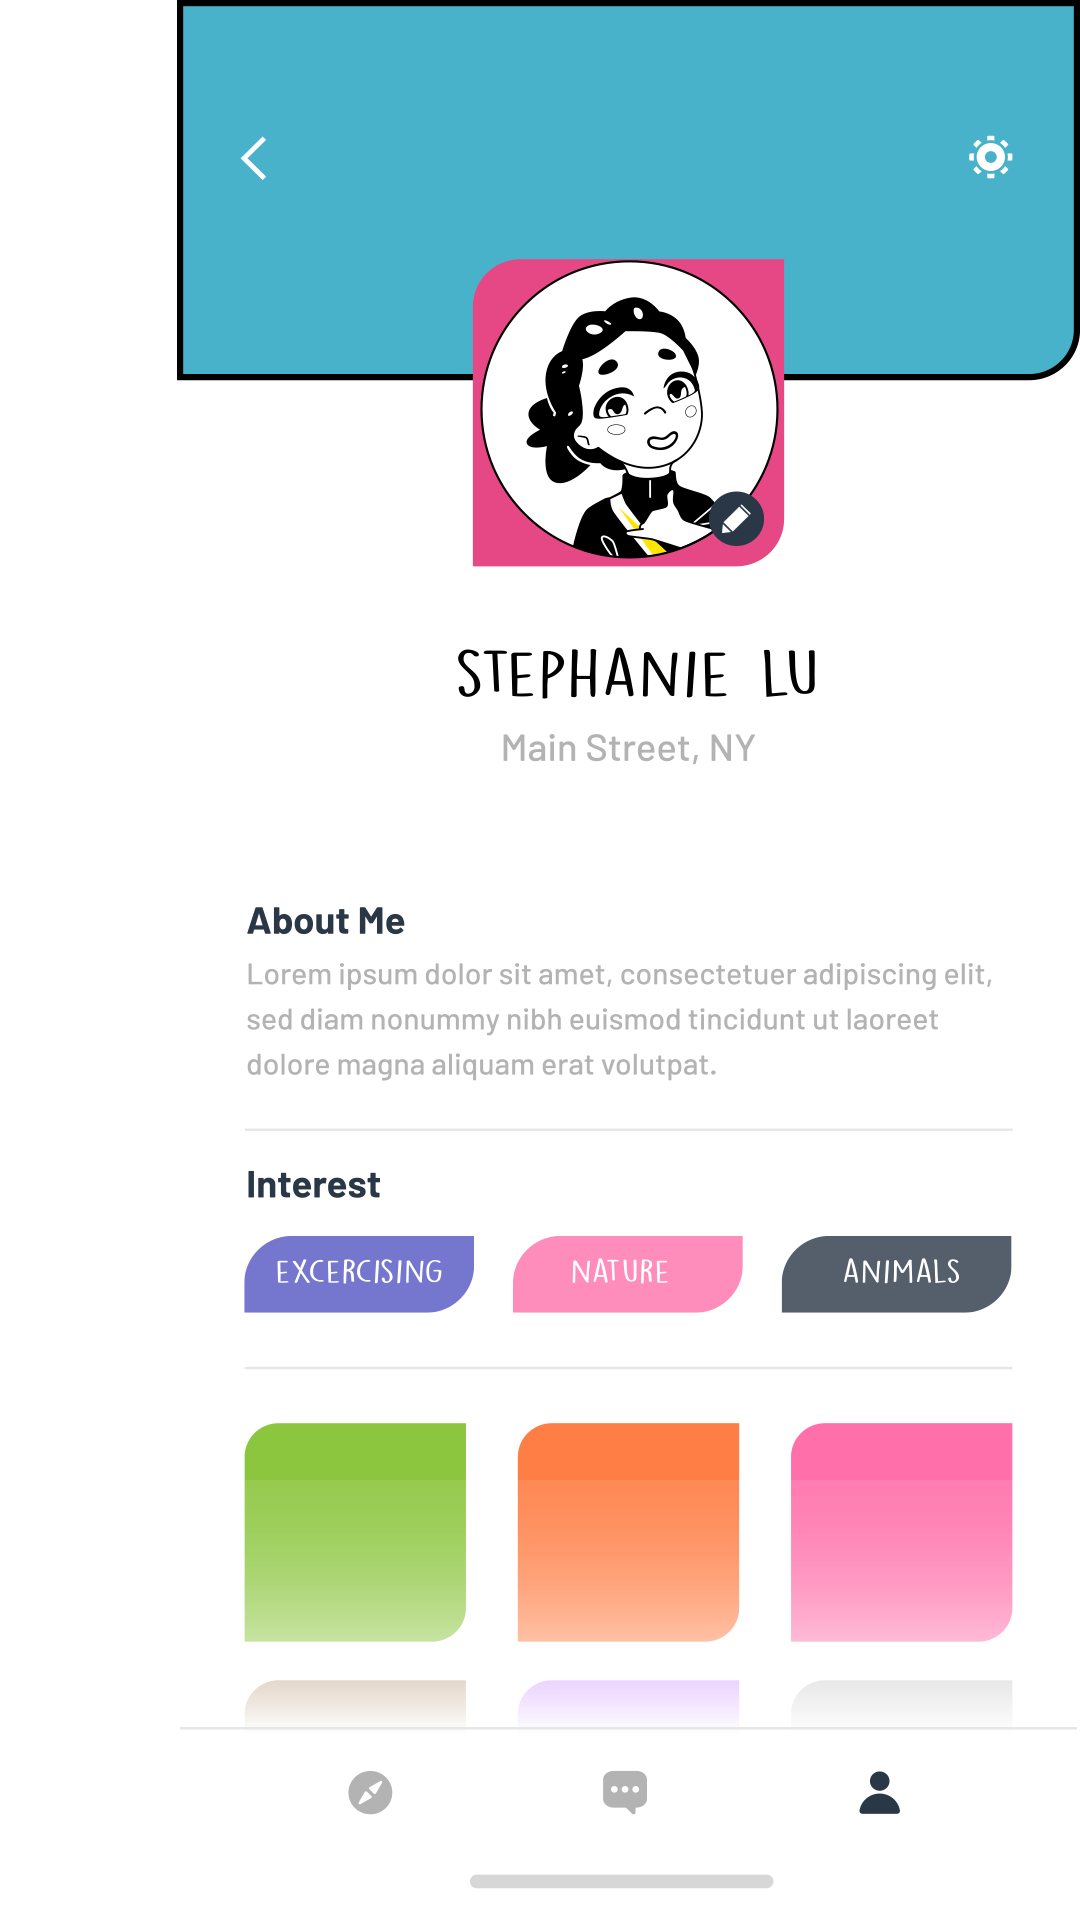 STEPHANIE LU
Main Street, NY
About Me
Lorem ipsum dolor sit amet, consectetuer adipiscing elit,
sed diam nonummy nibh euismod tincidunt ut laoreet
dolore magna aliquam erat volutpat.
Interest
EXCERCISING NATURE ANIMALS